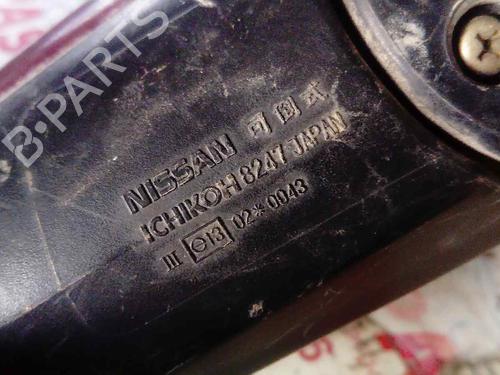 B-PARTS
NISSAN 可倒式
ICHIKOH 8247 JAPAN
III e13 02*0043